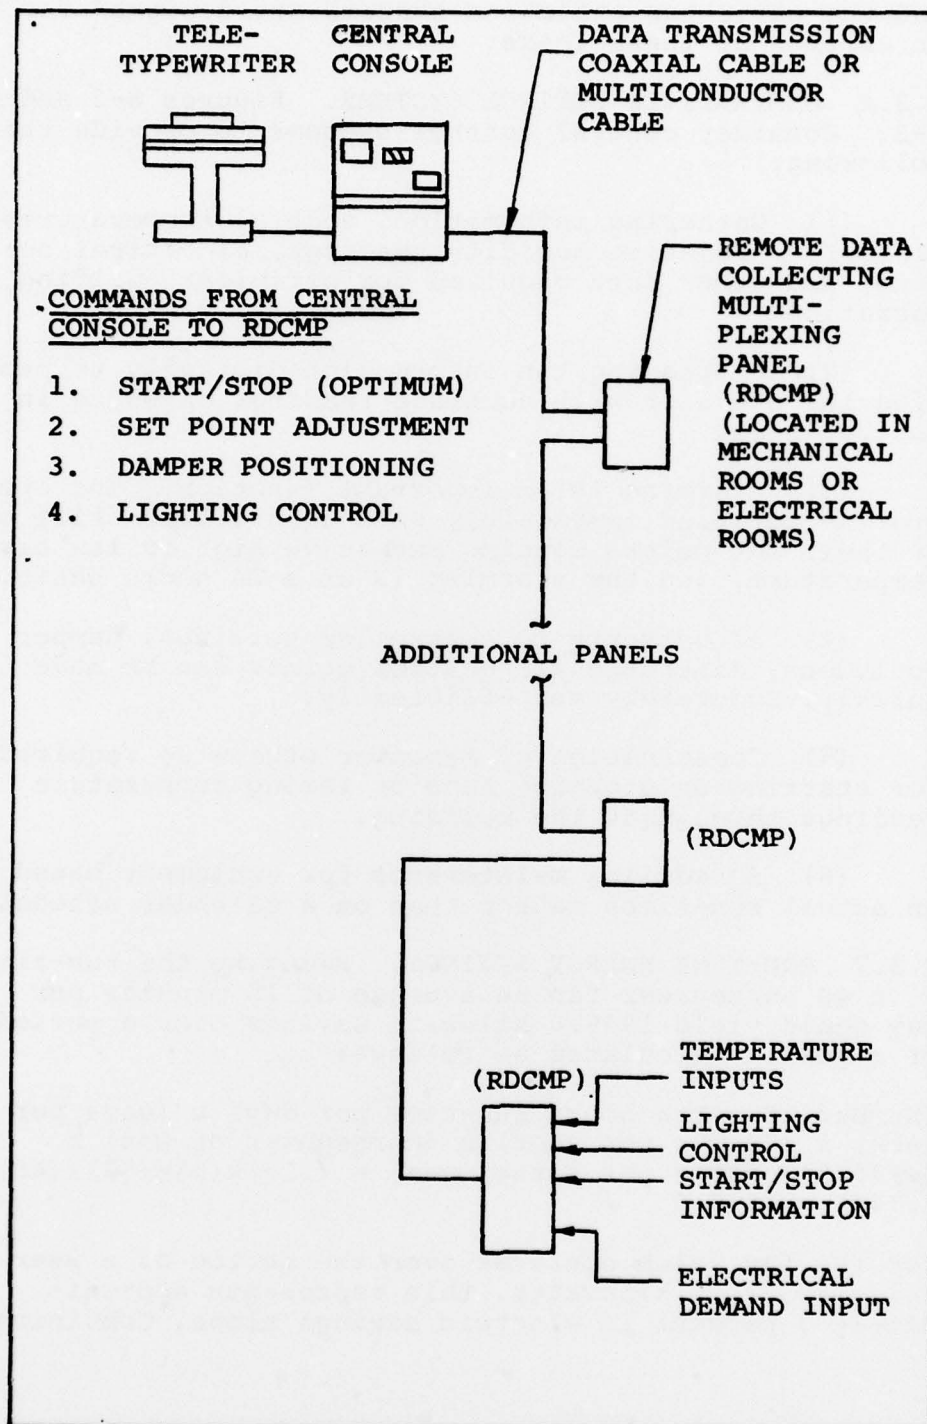 TELE-
TYPEWRITER
CENTRAL
CONSOLE
DATA TRANSMISSION
COAXIAL CABLE OR
MULTICONDUCTOR
CABLE
REMOTE DATA
COLLECTING
MULTI-
PLEXING
PANEL
(RDCMP)
(LOCATED IN
MECHANICAL
ROOMS OR
ELECTRICAL
ROOMS)
COMMANDS FROM CENTRAL
CONSOLE TO RDCMP
1. START/STOP (OPTIMUM)
2. SET POINT ADJUSTMENT
3. DAMPER POSITIONING
4. LIGHTING CONTROL
ADDITIONAL PANELS
(RDCMP)
(RDCMP)
TEMPERATURE
INPUTS
LIGHTING
CONTROL
START/STOP
INFORMATION
ELECTRICAL
DEMAND INPUT